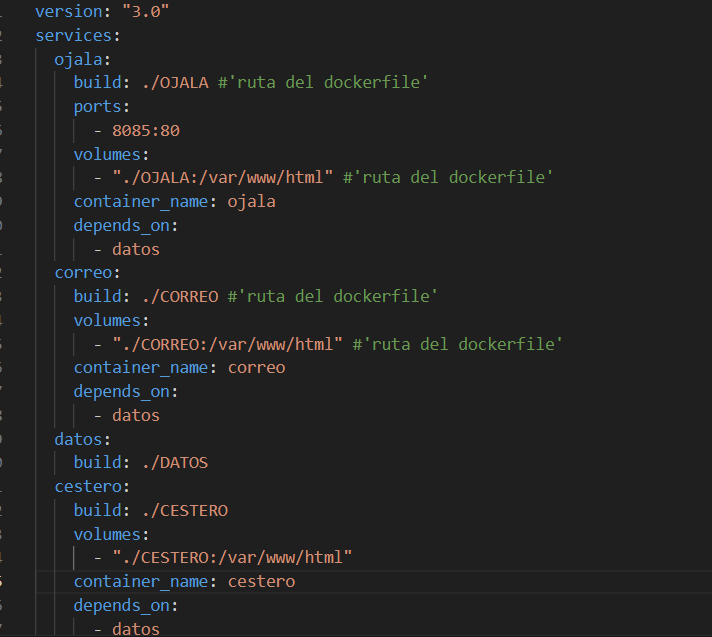 version: "3.0"
services:
  ojala:
    build: ./OJALA #'ruta del dockerfile'
    ports:
      - 8085:80
    volumes:
      - "./OJALA:/var/www/html" #'ruta del dockerfile'
    container_name: ojala
    depends_on:
      - datos
  correo:
    build: ./CORREO #'ruta del dockerfile'
    volumes:
      - "./CORREO:/var/www/html" #'ruta del dockerfile'
    container_name: correo
    depends_on:
      - datos
  datos:
    build: ./DATOS
  cestero:
    build: ./CESTERO
    volumes:
      - "./CESTERO:/var/www/html"
    container_name: cestero
    depends_on:
      - datos